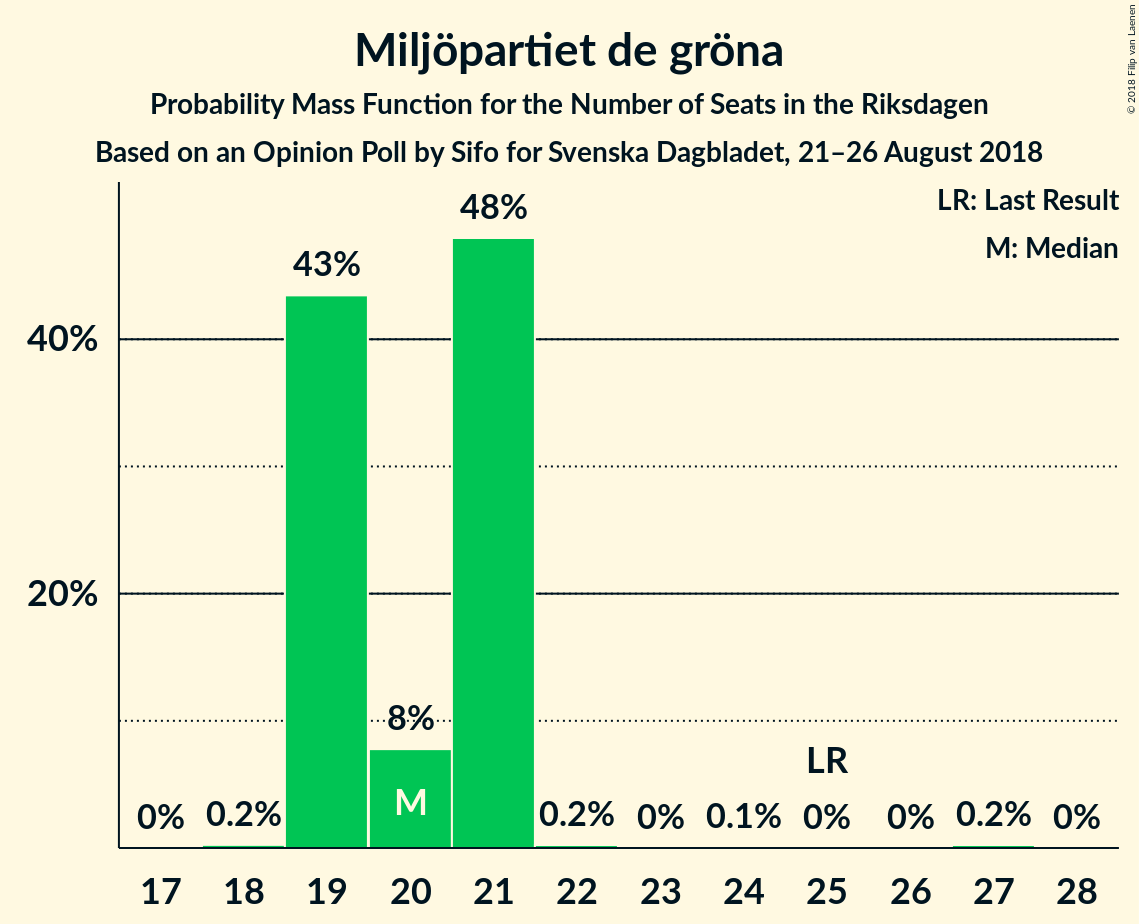 Miljöpartiet de gröna
Probability Mass Function for the Number of Seats in the Riksdagen
Based on an Opinion Poll by Sifo for Svenska Dagbladet, 21–26 August 2018
© 2018 Filip van Laenen
LR: Last Result
M: Median
40%
20%
0%
0.2%
43%
8%
M
48%
0.2%
0%
0.1%
LR
0%
0%
0.2%
0%
17 18 19 20 21 22 23 24 25 26 27 28